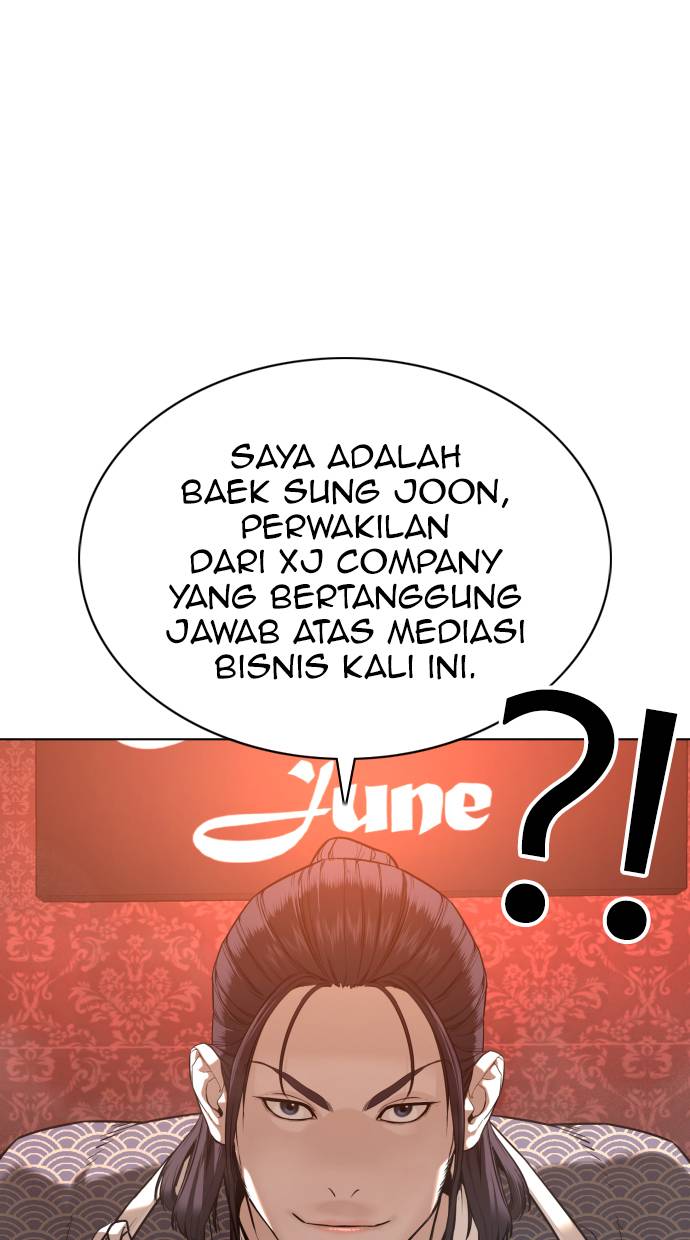 SAYA ADALAH
BAEK SUNG JOON,
PERWAKILAN
DARI XJ COMPANY
YANG BERTANGGUNG
JAWAB ATAS MEDIASI
BISNIS KALI INI.
?!
June